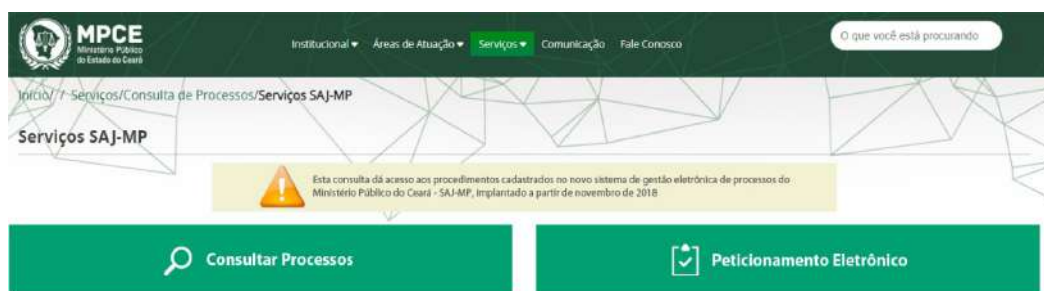 MPCE
Ministério Público
do Estado do Ceará
Institucional Áreas de Atuação Serviços Comunicação Fale Conosco
O que você está procurando
Início/ / Serviços/Consulta de Processos/Serviços SAJ-MP
Serviços SAJ-MP
Esta consulta dá acesso aos procedimentos cadastrados no novo sistema de gestão eletrônica de processos do
Ministério Público do Ceará - SAJ-MP, implantado a partir de novembro de 2018
Consultar Processos
Peticionamento Eletrônico